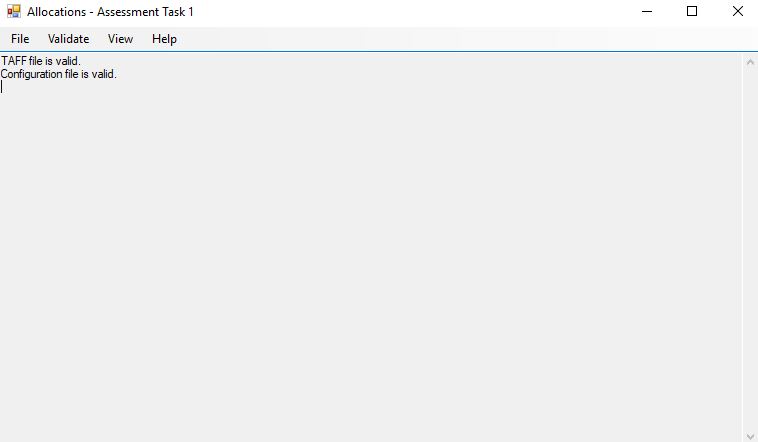 Allocations - Assessment Task 1
File Validate View Help
TAFF file is valid.
Configuration file is valid.